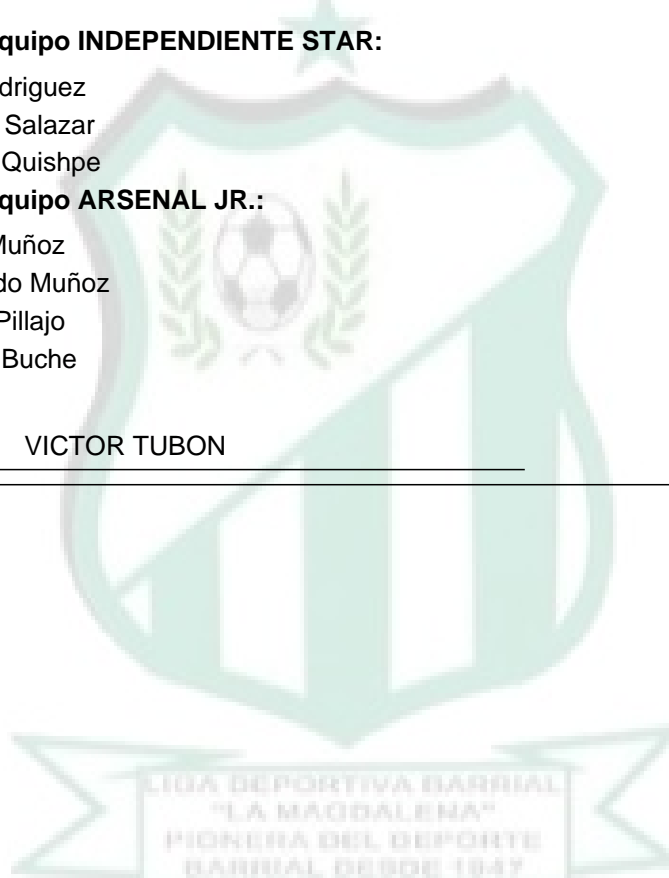 quipo INDEPENDIENTE STAR:
driguez
Salazar
Quishpe
quipo ARSENAL JR.:
Muñoz
do Muñoz
Pillajo
Buche
VICTOR TUBON
LIGA DEPORTIVA BARRIAL
"LA MAGDALENA"
PIONERA DEL DEPORTE
BARRIAL DESDE 1947